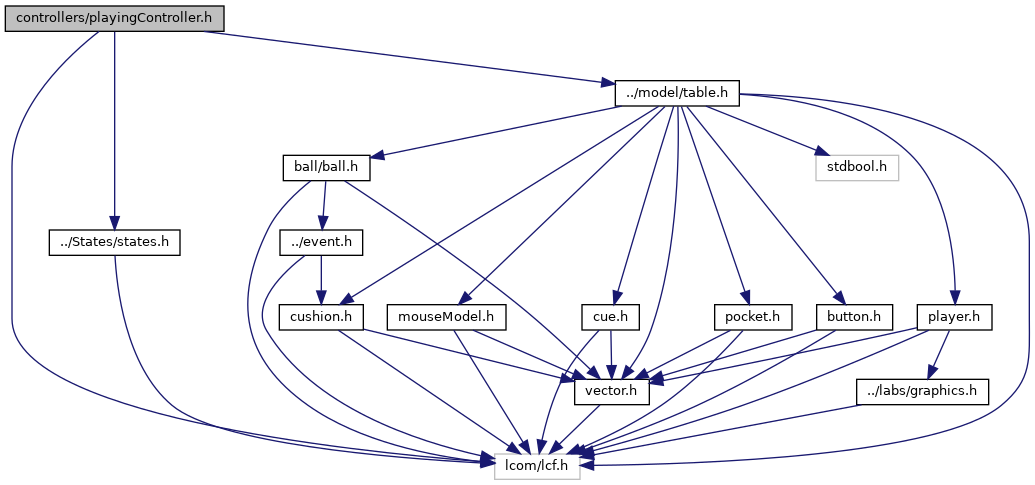 controllers/playingController.h
../model/table.h
ball/ball.h
stdbool.h
../States/states.h
../event.h
cushion.h
mouseModel.h
cue.h
pocket.h
button.h
player.h
vector.h
../labs/graphics.h
lcom/lcf.h